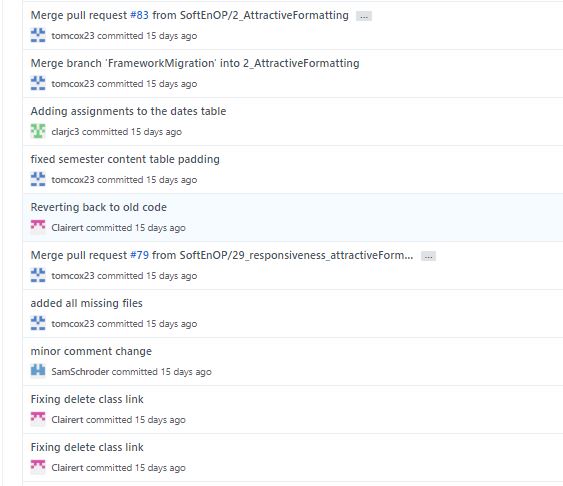 Merge pull request #83 from SoftEnOP/2_AttractiveFormatting ...
tomcox23 committed 15 days ago
Merge branch 'FrameworkMigration' into 2_AttractiveFormatting
tomcox23 committed 15 days ago
Adding assignments to the dates table
clarjc3 committed 15 days ago
fixed semester content table padding
tomcox23 committed 15 days ago
Reverting back to old code
Clairert committed 15 days ago
Merge pull request #79 from SoftEnOP/29_responsiveness_attractiveForm... ...
tomcox23 committed 15 days ago
added all missing files
tomcox23 committed 15 days ago
minor comment change
SamSchroder committed 15 days ago
Fixing delete class link
Clairert committed 15 days ago
Fixing delete class link
Clairert committed 15 days ago